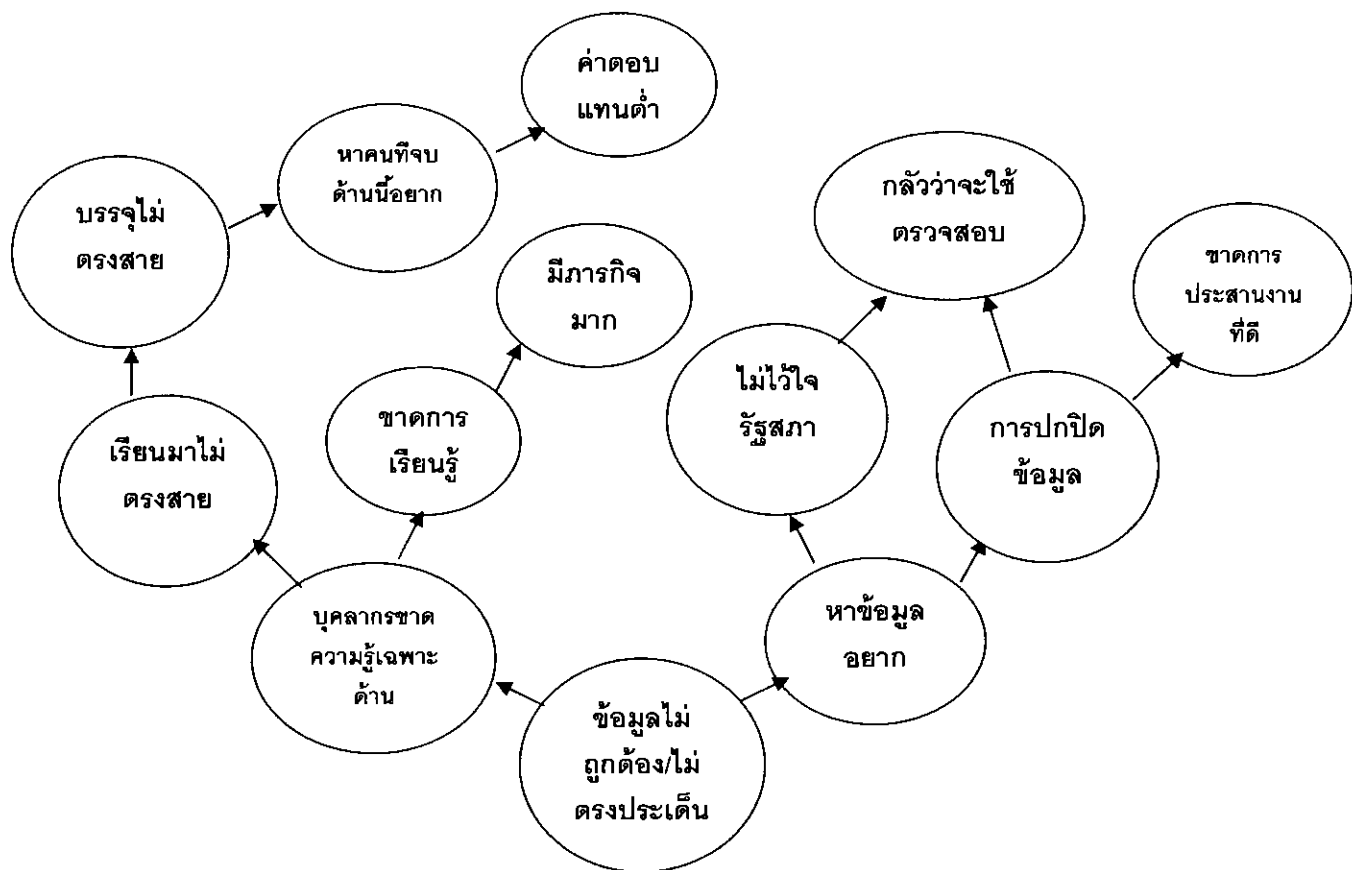 ค่าตอบ
แทนต่ำ
หาคนที่จบ
ด้านนี้อยาก
กลัวว่าจะใช้
ตรวจสอบ
บรรจุไม่
ตรงสาย
ขาดการ
ประสานงาน
ที่ดี
มีภารกิจ
มาก
ไม่ไว้ใจ
รัฐสภา
ขาดการ
เรียนรู้
การปกปิด
ข้อมูล
เรียนมาไม่
ตรงสาย
บุคลากรขาด
ความรู้เฉพาะ
ด้าน
หาข้อมูล
อยาก
ข้อมูลไม่
ถูกต้อง/ไม่
ตรงประเด็น